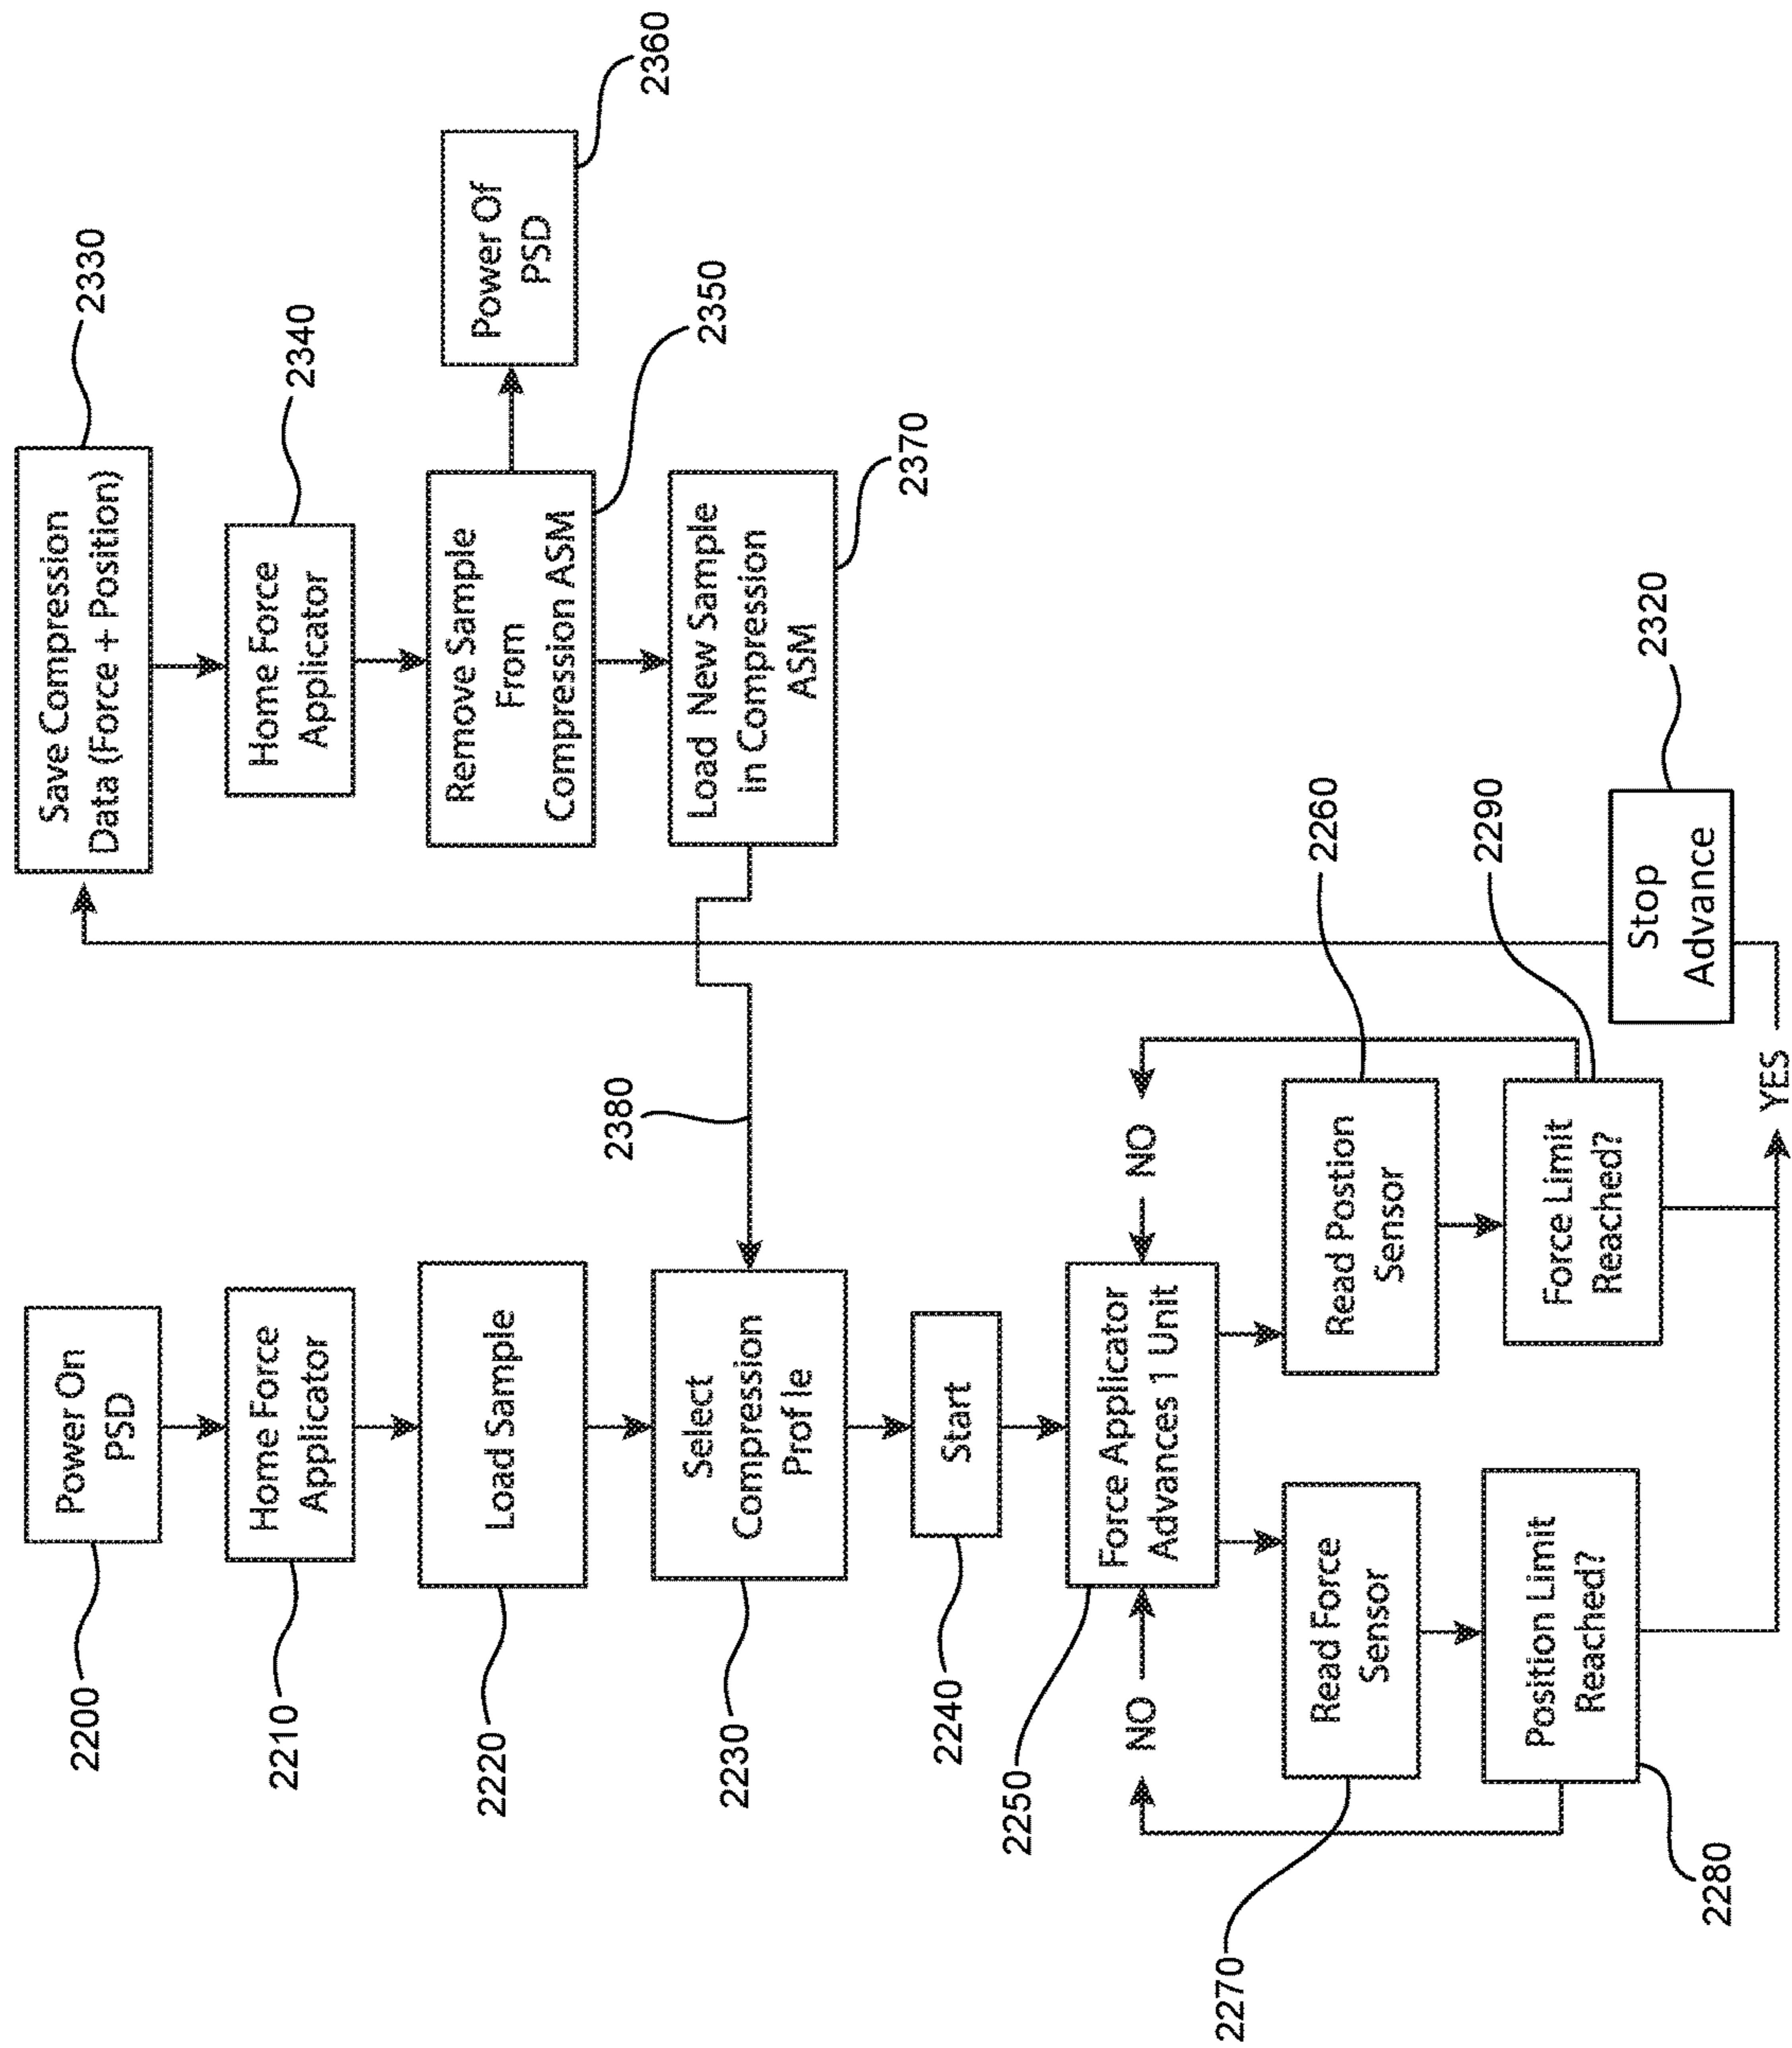 2200
Power On
PSD
2210
Home Force
Applicator
2220
Load Sample
2230
Select
Compression
Profle
2240
Start
2250
Force Applicator
Advances 1 Unit
NO
NO
2270
Read Force
Sensor
2260
Read Postion
Sensor
2280
Position Limit
Reached?
2290
Force Limit
Reached?
YES
2320
Stop
Advance
2330
Save Compression
Data (Force + Position)
2340
Home Force
Applicator
2350
Remove Sample
From
Compression ASM
2360
Power Of
PSD
2370
Load New Sample
in Compression
ASM
2380